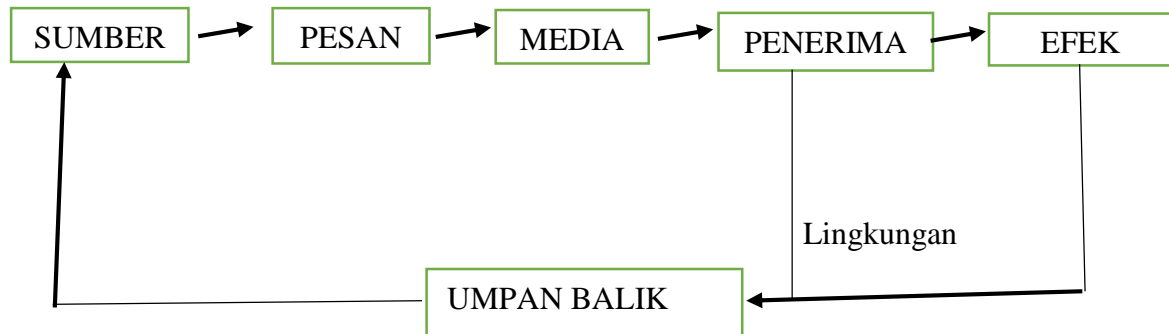 SUMBER
PESAN
MEDIA
PENERIMA
EFEK
Lingkungan
UMPAN BALIK